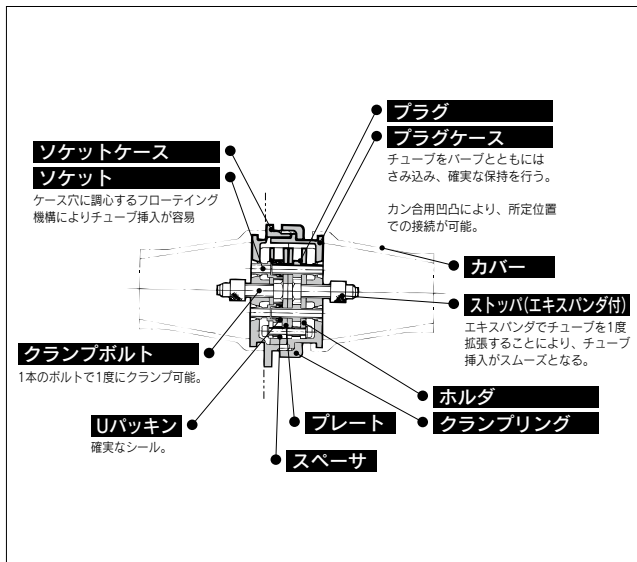 プラグ
プラグケース
チューブをバーブとともには
さみ込み、確実な保持を行う。
カン合用凹凸により、所定位置
での接続が可能。
ソケットケース
ソケット
ケース穴に調心するフローテイング
機構によりチューブ挿入が容易
カバー
ストッパ(エキスパンダ付)
エキスパンダでチューブを1度
拡張することにより、チューブ
挿入がスムーズとなる。
クランプボルト
1本のボルトで1度にクランプ可能。
ホルダ
クランプリング
Uパッキン
確実なシール。
プレート
スペーサ